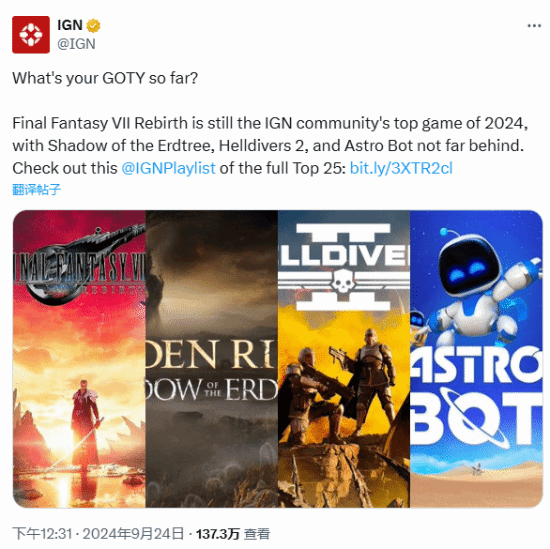 IGN
@IGN
What's your GOTY so far?
Final Fantasy VII Rebirth is still the IGN community's top game of 2024,
with Shadow of the Erdtree, Helldivers 2, and Astro Bot not far behind.
Check out this @IGNPlaylist of the full Top 25: bit.ly/3XTR2cl
翻译帖子
INAL FANTASY VII
REBIRTH
DEN RI
DOW OF THE ERD
LLDIVE
II
ASTRO
BOT
下午12:31 · 2024年9月24日 · 137.3万 查看